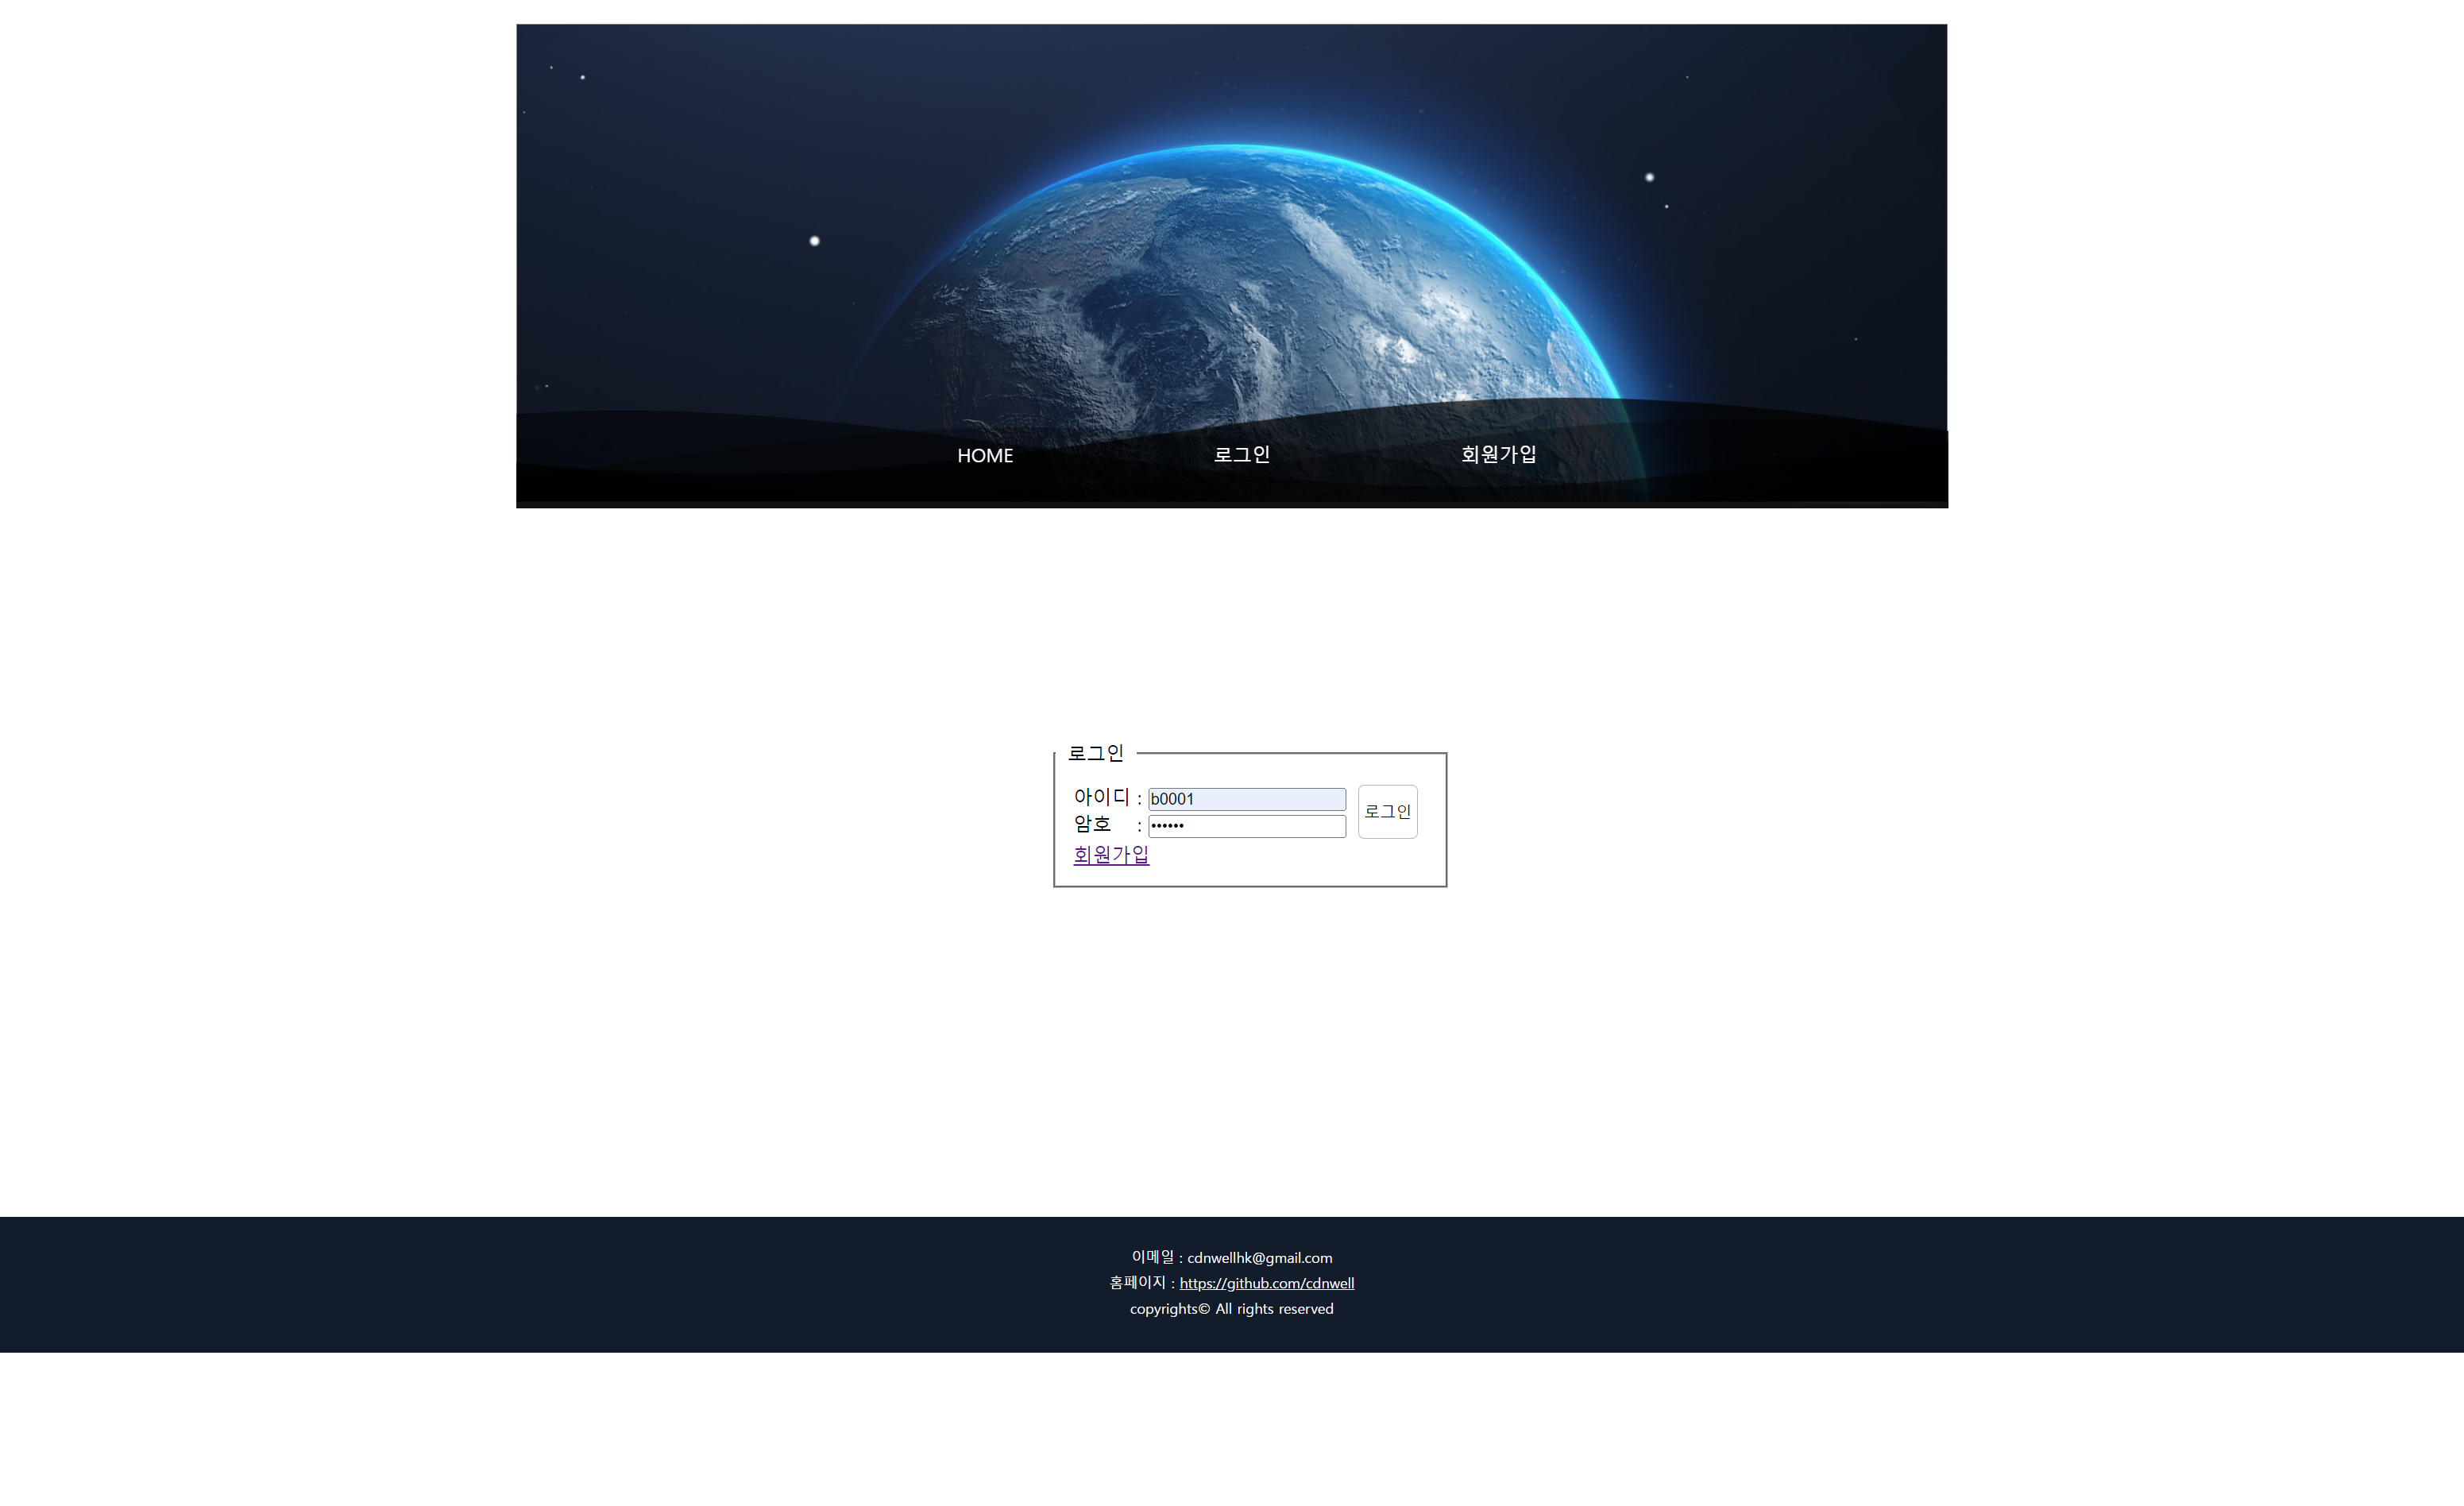 HOME 로그인 회원가입
로그인
아이디 : b0001 로그인
암호 : ••••••
회원가입
이메일 : cdnwellhk@gmail.com
홈페이지 : https://github.com/cdnwell
copyrights© All rights reserved